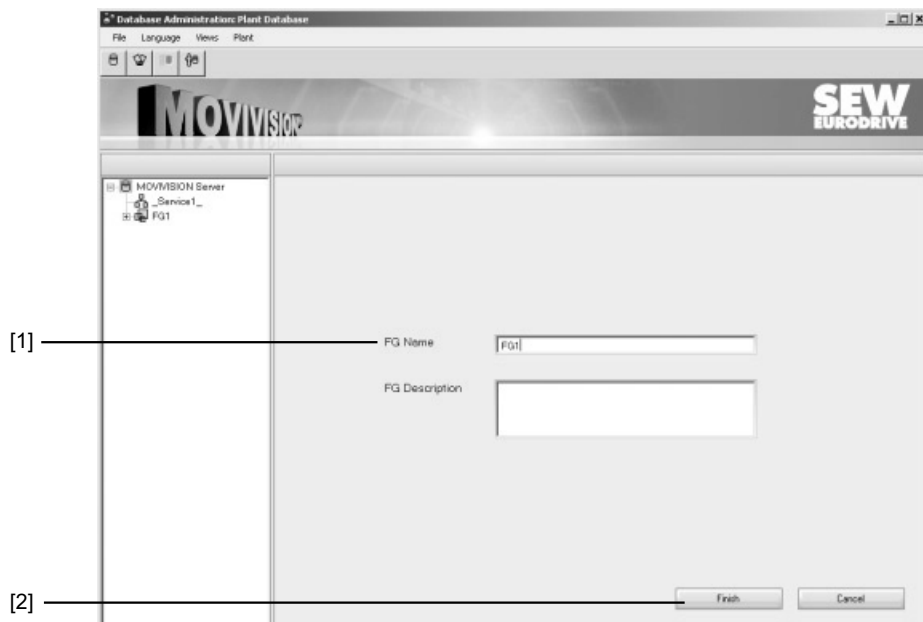 Database Administration: Plant Database
File Language Views Plant
MOVIVISION®
SEW
EURODRIVE
MOVIVISION Server
_Service1_
FG1
[1]
FG Name
FG1
FG Description
[2]
Finish
Cancel